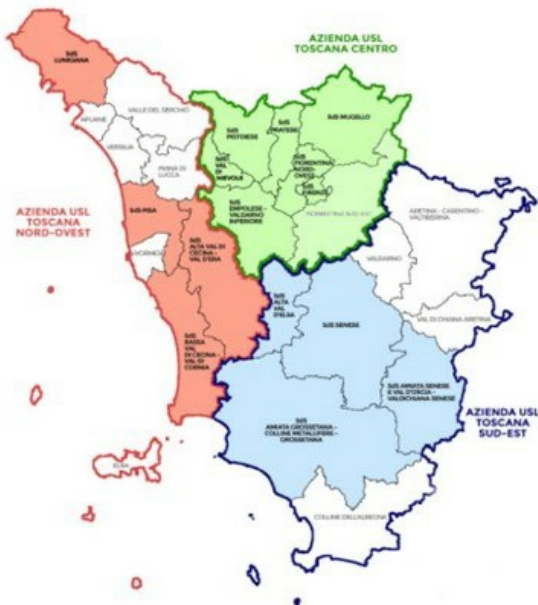 AZIENDA USL
TOSCANA CENTRO
SdS
LUNIGIANA
VALLE DEL SERCHIO
APUANE
VERSILIA
PIANA DI
LUCCA
SdS
PISTOIESE
SdS
PRATESE
SdS MUGELLO
SdS
VAL
DI
NIEVOLE
SdS
FIORENTINA
NORD-
OVEST
SdS
FIRENZE
SdS
EMPOLESE -
VALDARNO
INFERIORE
FIORENTINA SUD-EST
AZIENDA USL
TOSCANA
NORD-OVEST
SdS PISA
LIVORNESE
SdS
ALTA VAL DI
CECINA -
VAL D'ERA
ARETINA - CASENTINO -
VALTIBERINA
VALDARNO
VAL DI CHIANA ARETINA
SdS
ALTA
VAL
D'ELSA
SdS SENESE
SdS
BASSA
VAL
DI CECINA -
VAL DI
CORNIA
SdS AMIATA SENESE
E VAL D'ORCIA -
VALDICHIANA SENESE
AZIENDA USL
TOSCANA
SUD-EST
SdS
AMIATA GROSSETANA -
COLLINE METALLIFERE -
GROSSETANA
ELBA
COLLINE DELL'ALBEGNA